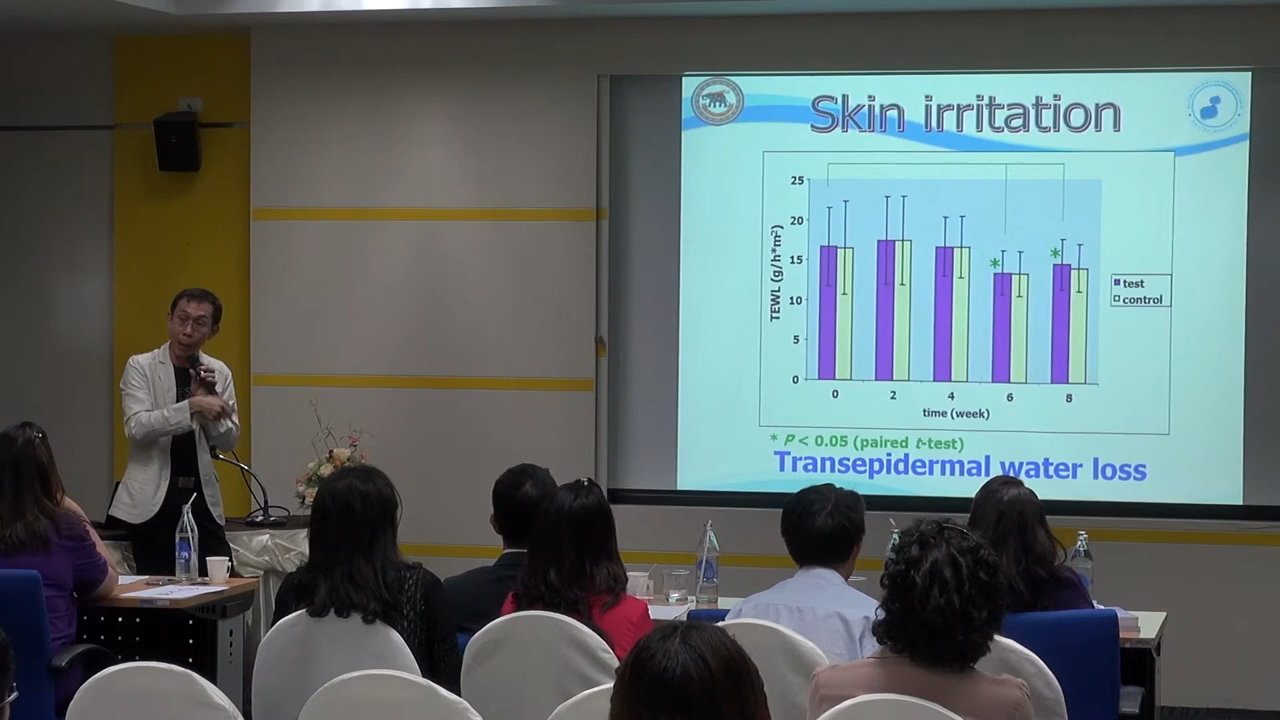 Skin irritation
25
20
15
10
5
0
TEWL (g/h*m²)
*
*
0 2 4 6 8
time (week)
test
control
* P < 0.05 (paired t-test)
Transepidermal water loss